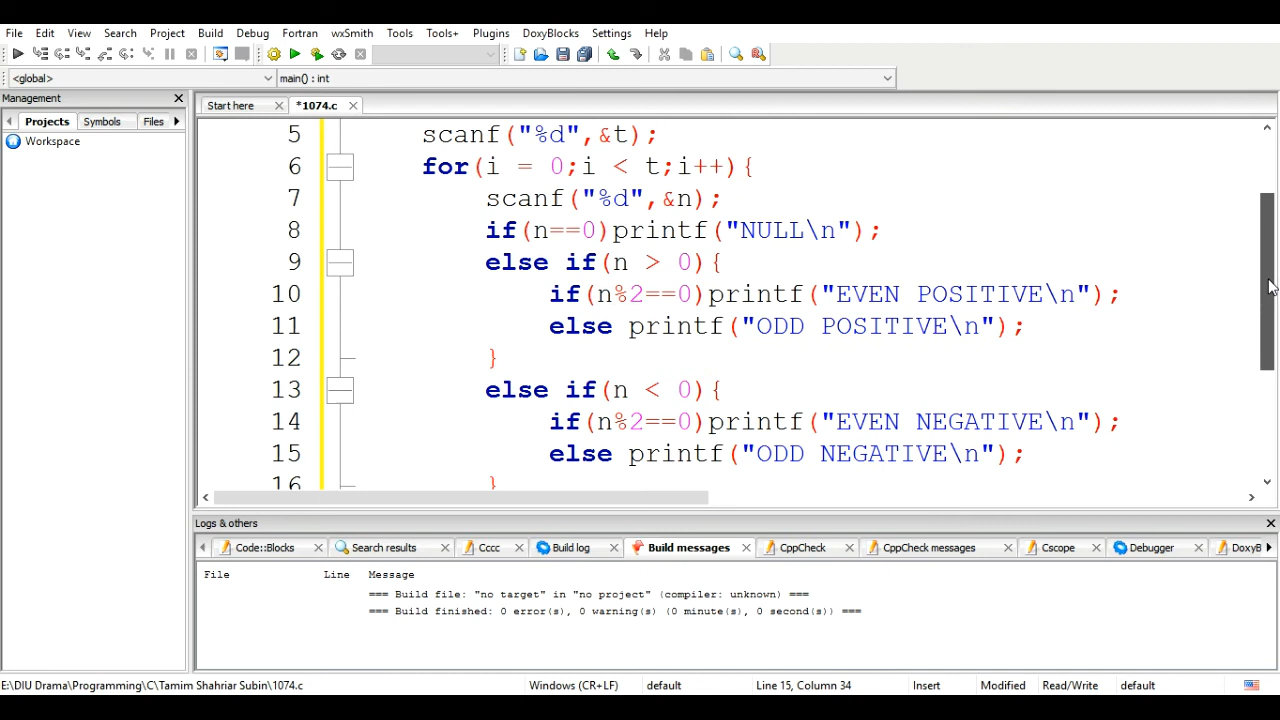 File Edit View Search Project Build Debug Fortran wxSmith Tools Tools+ Plugins DoxyBlocks Settings Help
<global> main() : int
Management
Projects Symbols Files
Workspace
Start here *1074.c
5 scanf("%d",&t);
6 for(i = 0;i < t;i++){
7 scanf("%d",&n);
8 if(n==0)printf("NULL\n");
9 else if(n > 0){
10 if(n%2==0)printf("EVEN POSITIVE\n");
11 else printf("ODD POSITIVE\n");
12 }
13 else if(n < 0){
14 if(n%2==0)printf("EVEN NEGATIVE\n");
15 else printf("ODD NEGATIVE\n");
16 }
Logs & others
Code::Blocks Search results Cccc Build log Build messages CppCheck CppCheck messages Cscope Debugger DoxyB
File Line Message
=== Build file: "no target" in "no project" (compiler: unknown) ===
=== Build finished: 0 error(s), 0 warning(s) (0 minute(s), 0 second(s)) ===
E:\DIU Drama\Programming\C\Tamim Shahriar Subin\1074.c Windows (CR+LF) default Line 15, Column 34 Insert Modified Read/Write default